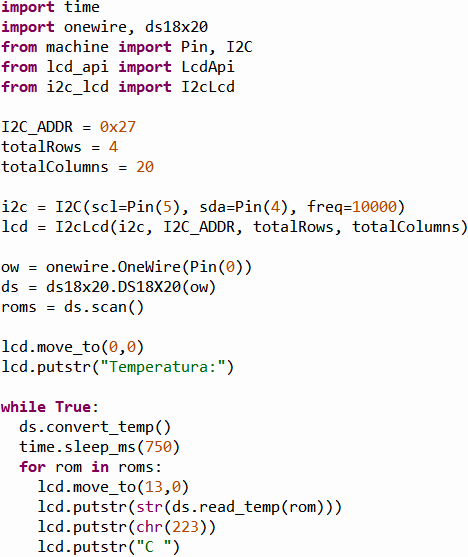 import time
import onewire, ds18x20
from machine import Pin, I2C
from lcd_api import LcdApi
from i2c_lcd import I2cLcd

I2C_ADDR = 0x27
totalRows = 4
totalColumns = 20

i2c = I2C(scl=Pin(5), sda=Pin(4), freq=10000)
lcd = I2cLcd(i2c, I2C_ADDR, totalRows, totalColumns)

ow = onewire.OneWire(Pin(0))
ds = ds18x20.DS18X20(ow)
roms = ds.scan()

lcd.move_to(0,0)
lcd.putstr("Temperatura:")

while True:
  ds.convert_temp()
  time.sleep_ms(750)
  for rom in roms:
    lcd.move_to(13,0)
    lcd.putstr(str(ds.read_temp(rom)))
    lcd.putstr(chr(223))
    lcd.putstr("C ")